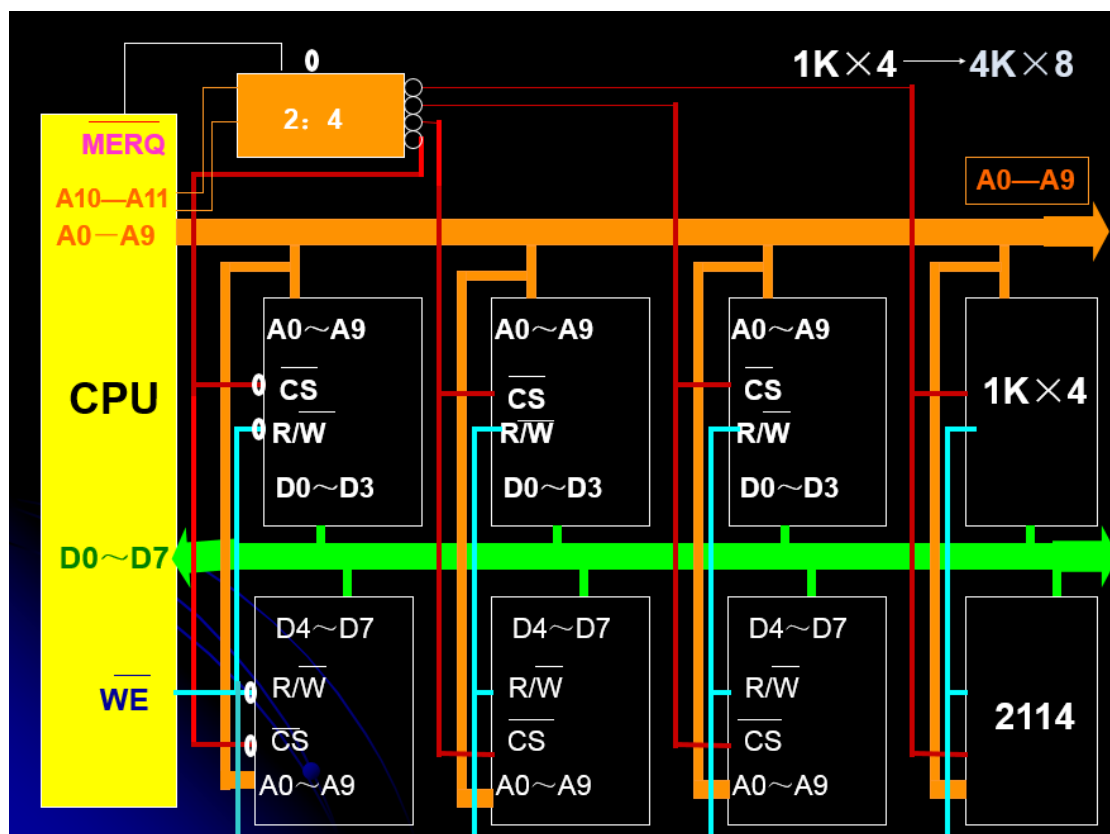 1K×4 → 4K×8
2：4
MERQ
A10—A11
A0—A9
A0—A9
CPU
A0～A9
CS
R/W
D0～D3
A0～A9
CS
R/W
D0～D3
A0～A9
CS
R/W
D0～D3
1K×4
D0～D7
WE
D4～D7
R/W
CS
A0～A9
D4～D7
R/W
CS
A0～A9
D4～D7
R/W
CS
A0～A9
2114